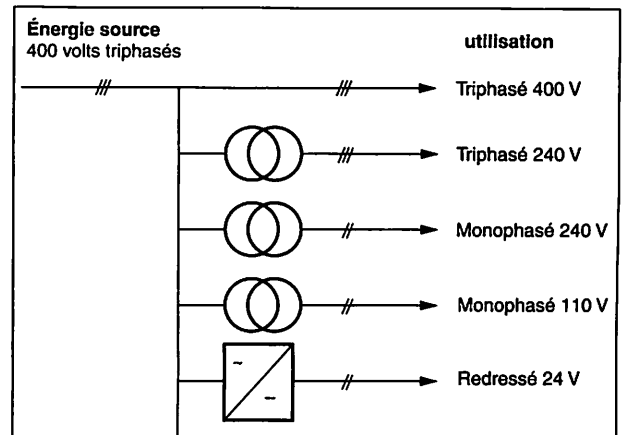 Énergie source
400 volts triphasés
utilisation
Triphasé 400 V
Triphasé 240 V
Monophasé 240 V
Monophasé 110 V
Redressé 24 V